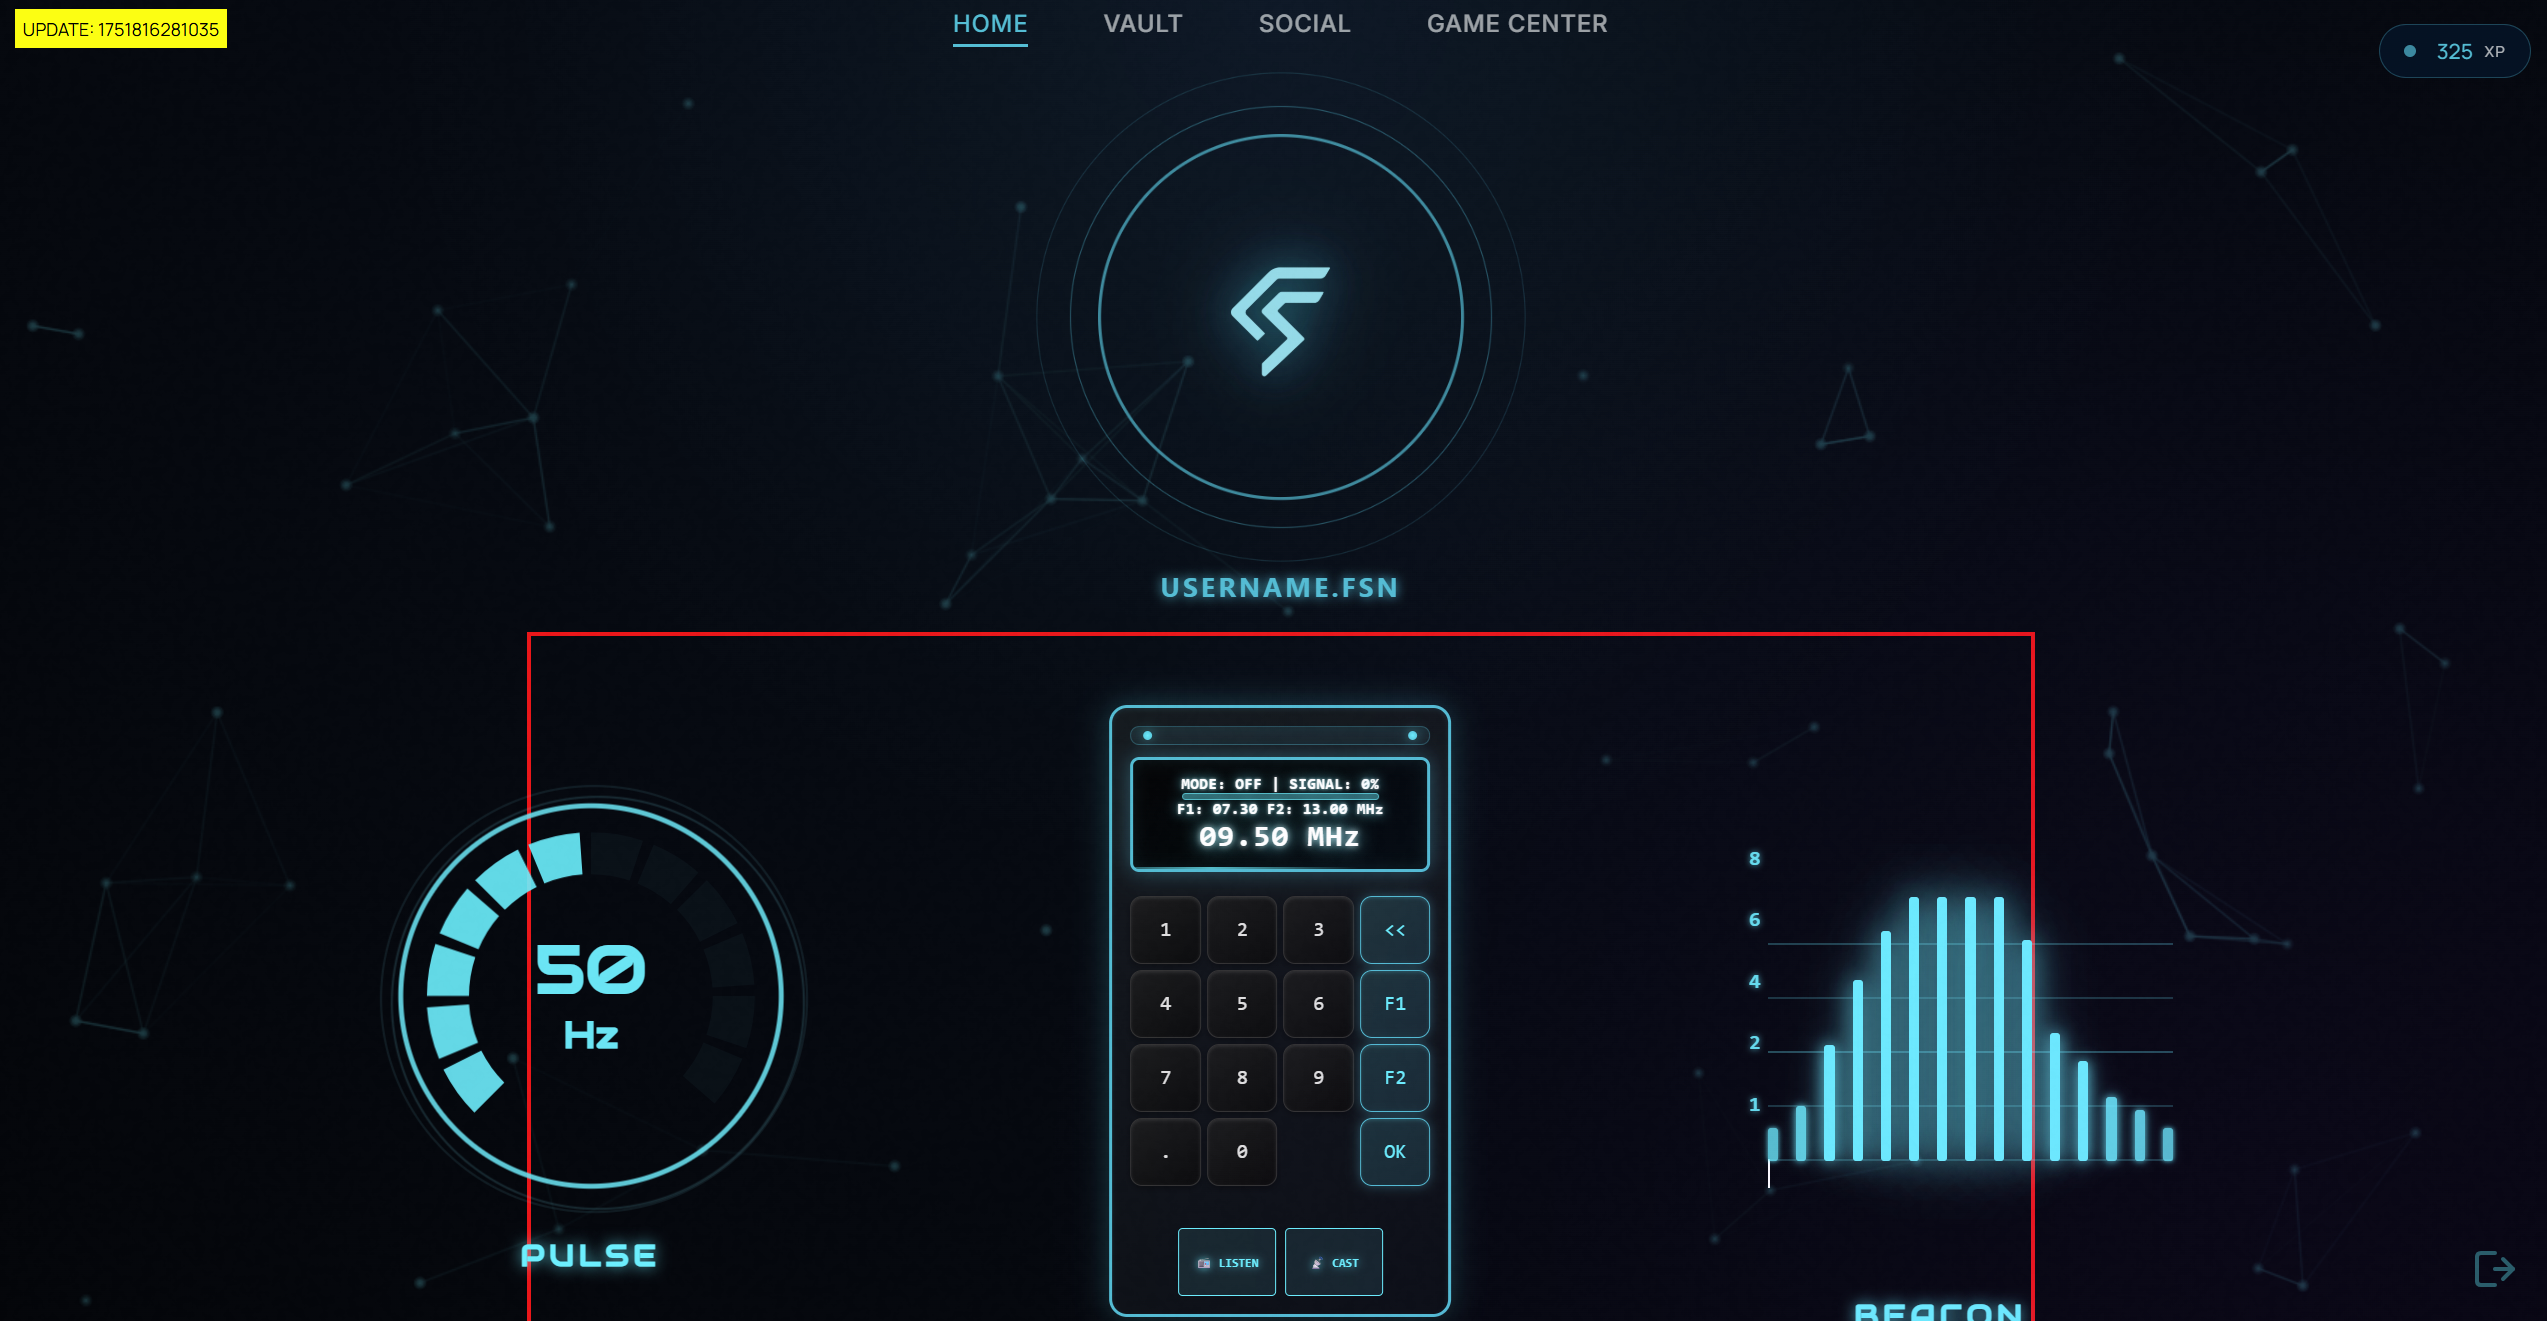 UPDATE: 1751816281035
HOME VAULT SOCIAL GAME CENTER
325 XP
USERNAME.FSN
50
Hz
PULSE
MODE: OFF | SIGNAL: 0%
F1: 07.30 F2: 13.00 MHz
09.50 MHz
1 2 3 <<
4 5 6 F1
7 8 9 F2
. 0 OK
LISTEN CAST
8
6
4
2
1
BEACON